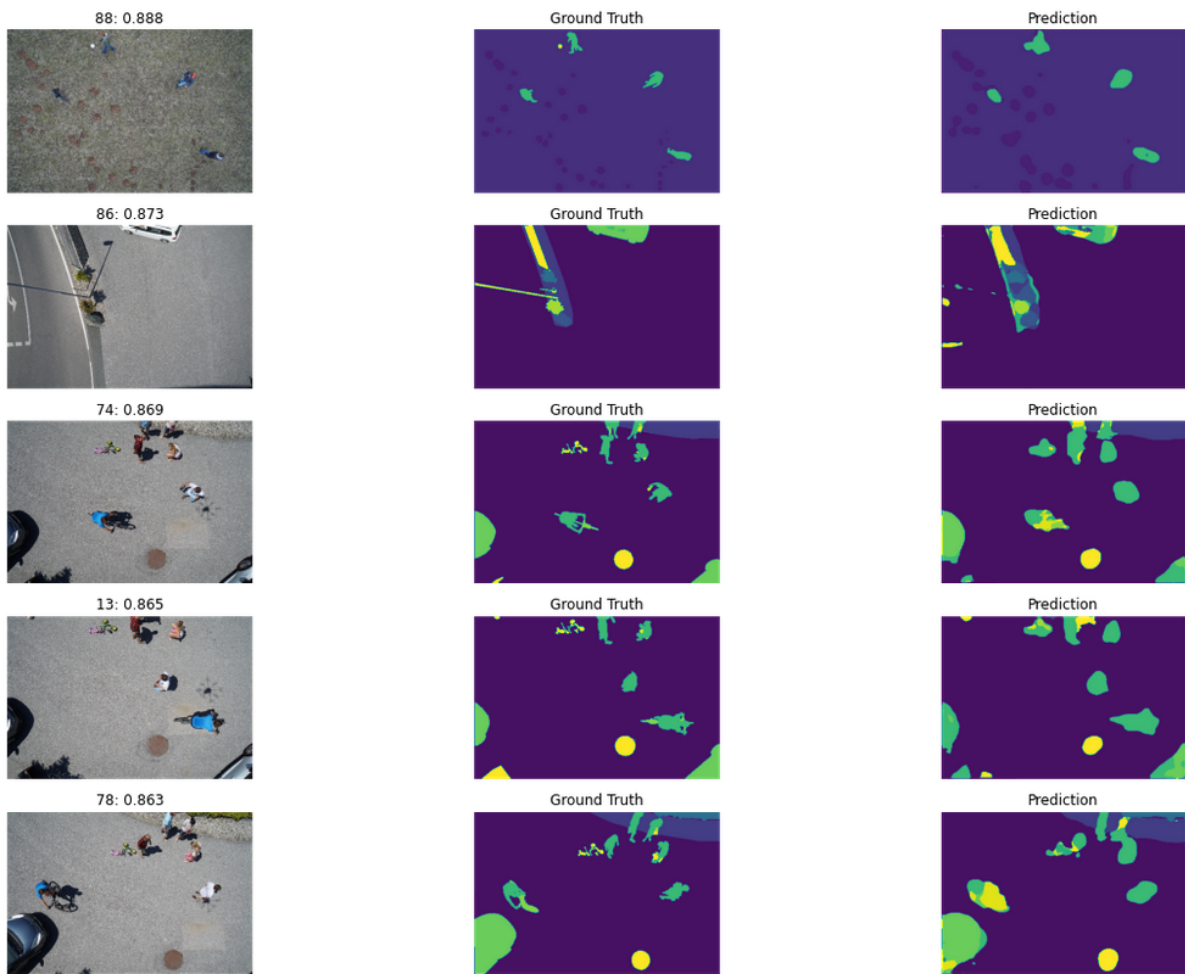 88: 0.888
Ground Truth
Prediction
86: 0.873
Ground Truth
Prediction
74: 0.869
Ground Truth
Prediction
13: 0.865
Ground Truth
Prediction
78: 0.863
Ground Truth
Prediction